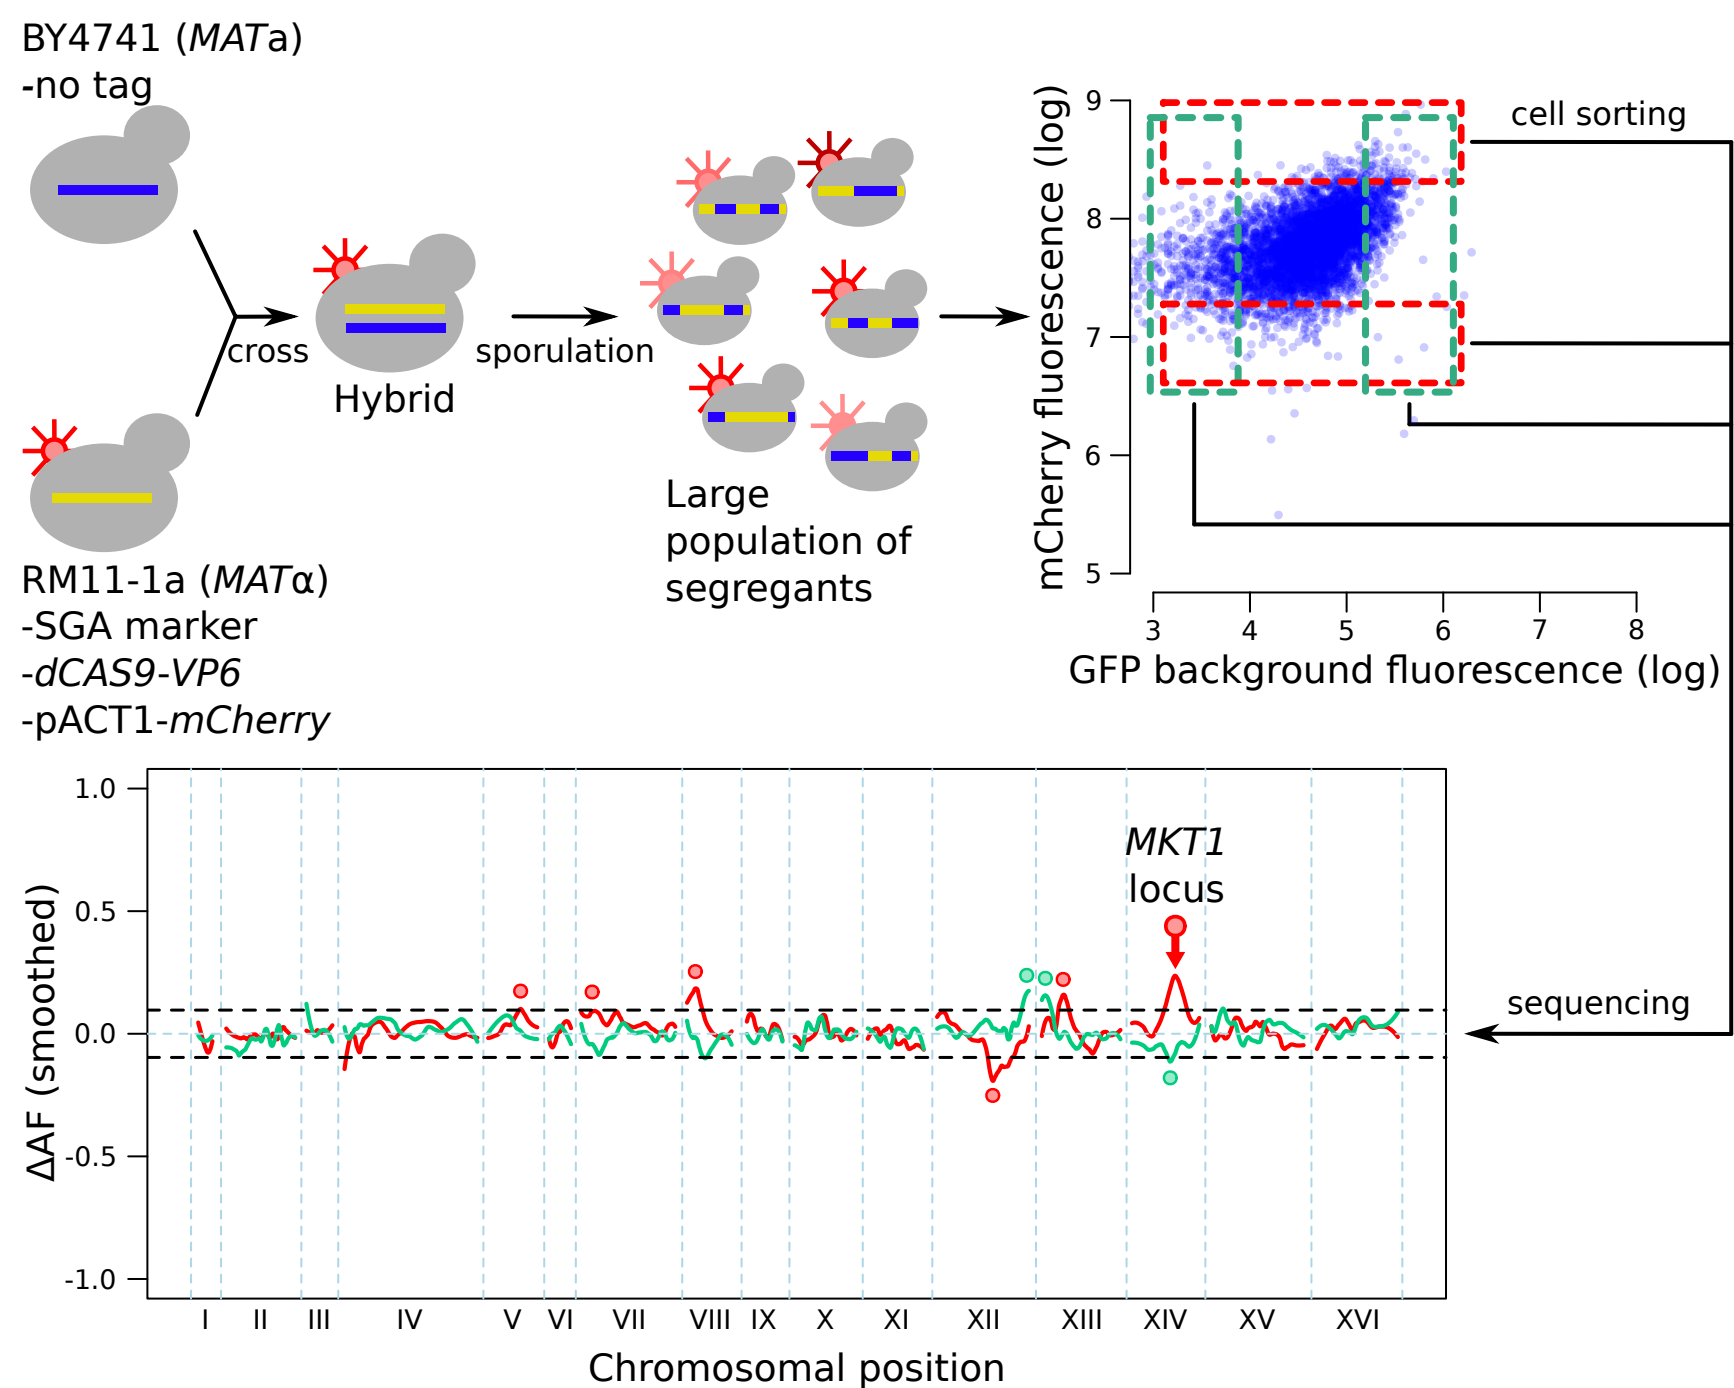 BY4741 (MATa)
-no tag
cross
Hybrid
sporulation
RM11-1a (MATα)
-SGA marker
-dCAS9-VP6
-pACT1-mCherry
Large
population of
segregants
mCherry fluorescence (log)
9
8
7
6
5
3 4 5 6 7 8
GFP background fluorescence (log)
cell sorting
sequencing
ΔAF (smoothed)
1.0
0.5
0.0
-0.5
-1.0
MKT1
locus
I II III IV V VI VII VIII IX X XI XII XIII XIV XV XVI
Chromosomal position